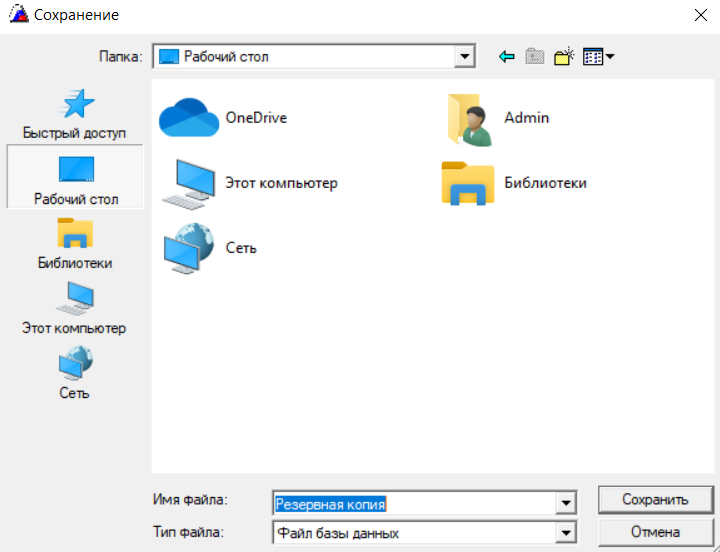 Сохранение
Папка:
Рабочий стол
Быстрый доступ
Рабочий стол
Библиотеки
Этот компьютер
Сеть
OneDrive
Admin
Этот компьютер
Библиотеки
Сеть
Имя файла:
Резервная копия
Сохранить
Тип файла:
Файл базы данных
Отмена